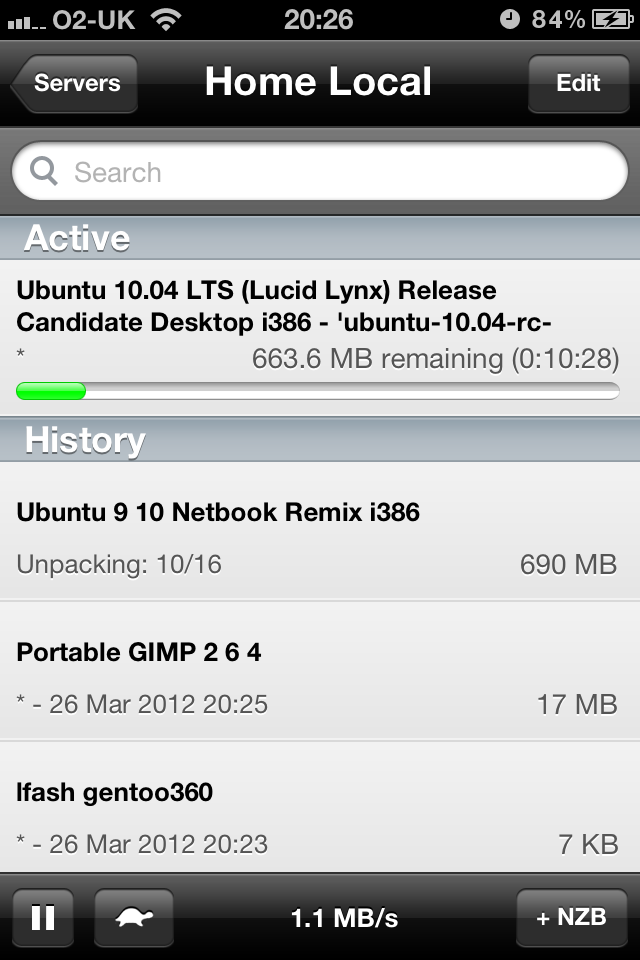 O2-UK 20:26 84%
Servers Home Local Edit
Search
Active
Ubuntu 10.04 LTS (Lucid Lynx) Release
Candidate Desktop i386 - 'ubuntu-10.04-rc-
* 663.6 MB remaining (0:10:28)
History
Ubuntu 9 10 Netbook Remix i386
Unpacking: 10/16 690 MB
Portable GIMP 2 6 4
* - 26 Mar 2012 20:25 17 MB
lfash gentoo360
* - 26 Mar 2012 20:23 7 KB
1.1 MB/s + NZB